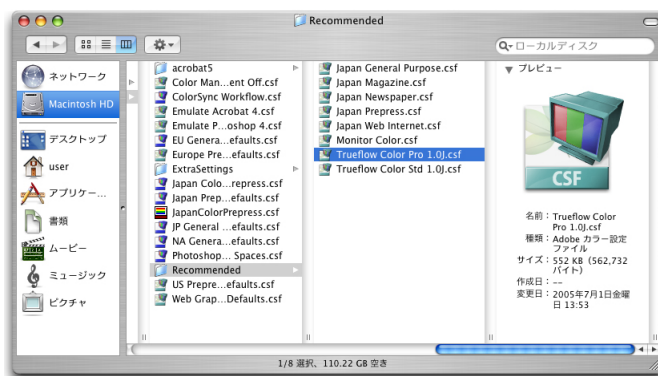 Recommended
ローカルディスク
ネットワーク
Macintosh HD
デスクトップ
user
アプリケー...
書類
ムービー
ミュージック
ピクチャ
acrobat5
Color Man...ent Off.csf
ColorSync Workflow.csf
Emulate Acrobat 4.csf
Emulate P...oshop 4.csf
EU Genera...efaults.csf
Europe Pre...efaults.csf
ExtraSettings
Japan Colo...repress.csf
Japan Prep...efaults.csf
JapanColorPrepress.csf
JP General ...efaults.csf
NA Genera...efaults.csf
Photoshop... Spaces.csf
Recommended
US Prepre...efaults.csf
Web Grap...Defaults.csf
Japan General Purpose.csf
Japan Magazine.csf
Japan Newspaper.csf
Japan Prepress.csf
Japan Web Internet.csf
Monitor Color.csf
Trueflow Color Pro 1.0J.csf
Trueflow Color Std 1.0J.csf
プレビュー
CSF
名前：Trueflow Color
Pro 1.0J.csf
種類：Adobe カラー設定
ファイル
サイズ：552 KB (562,732
バイト)
作成日：--
変更日：2005年7月1日金曜
日 13:53
1/8 選択、110.22 GB 空き